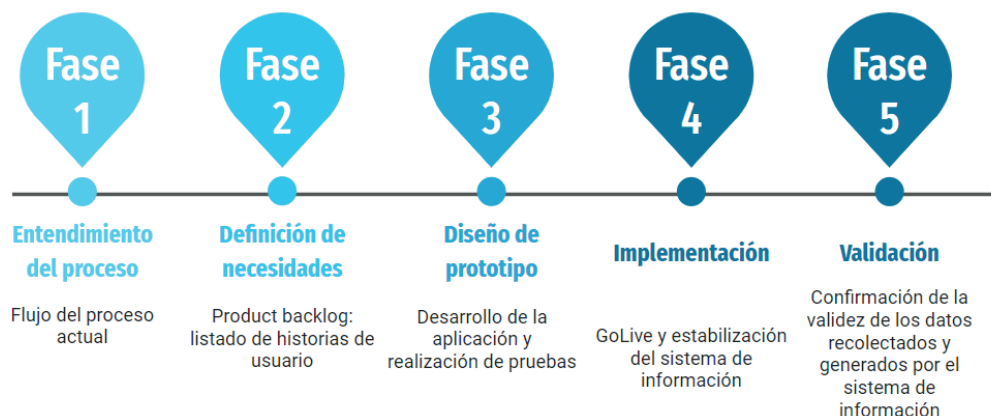 Fase
1
Fase
2
Fase
3
Fase
4
Fase
5
Entendimiento
del proceso
Flujo del proceso
actual
Definición de
necesidades
Product backlog:
listado de historias de
usuario
Diseño de
prototipo
Desarrollo de la
aplicación y
realización de pruebas
Implementación
GoLive y estabilización
del sistema de
información
Validación
Confirmación de la
validez de los datos
recolectados y
generados por el
sistema de
información